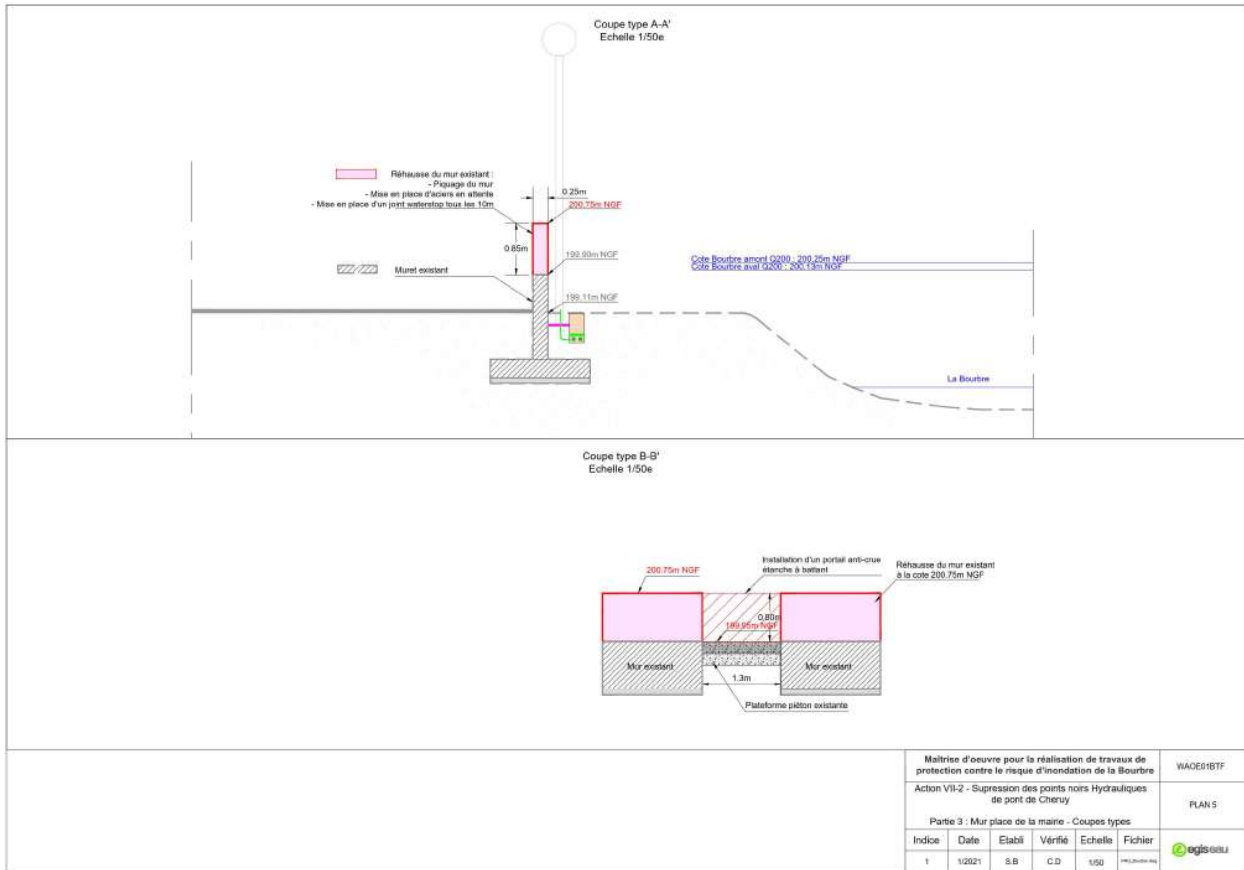 Coupe type A-A'
Echelle 1/50e
Réhausse du mur existant :
- Piquage du mur
- Mise en place d'aciers en attente
- Mise en place d'un joint waterstop tous les 10m
0.25m
200.75m NGF
0.85m
199.11m NGF
Muret existant
Cote Bourbre amont Q200 : 200.25m NGF
Cote Bourbre aval Q200 : 200.13m NGF
La Bourbre
Coupe type B-B'
Echelle 1/50e
200.75m NGF
Installation d'un portail anti-crue
étanche à battant
Réhausse du mur existant
à la cote 200.75m NGF
0.80m
199.95m NGF
Mur existant
Mur existant
1.3m
Plateforme piéton existante
Maîtrise d'oeuvre pour la réalisation de travaux de
protection contre le risque d'inondation de la Bourbre
WAOE01BTF
Action VII-2 - Supression des points noirs Hydrauliques
de pont de Cheruy
PLAN 5
Partie 3 : Mur place de la mairie - Coupes types
Indice Date Etabli Vérifié Echelle Fichier
1 1/2021 S.B C.D 1/50
egis eau